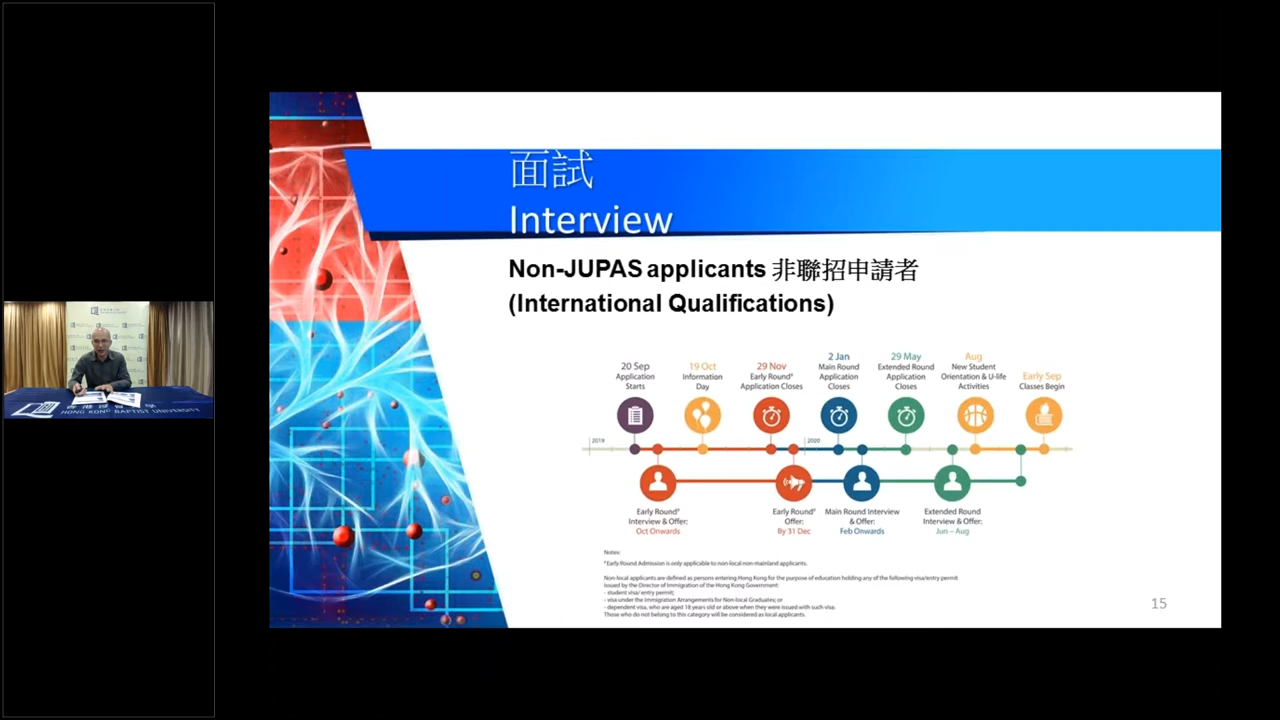 面試
Interview
Non-JUPAS applicants 非聯招申請者
(International Qualifications)
20 Sep
Application
Starts
19 Oct
Information
Day
29 Nov
Early Round#
Application Closes
2 Jan
Main Round
Application
Closes
29 May
Extended Round
Application
Closes
Aug
New Student
Orientation & U-life
Activities
Early Sep
Classes Begin
2019
2020
Early Round#
Interview & Offer:
Oct Onwards
Early Round#
Offer:
By 31 Dec
Main Round Interview
& Offer:
Feb Onwards
Extended Round
Interview & Offer:
Jun – Aug
Notes:
#Early Round Admission is only applicable to non-local non-mainland applicants.
Non-local applicants are defined as persons entering Hong Kong for the purpose of education holding any of the following visa/entry permit
issued by the Director of Immigration of the Hong Kong Government:
- student visa/ entry permit;
- visa under the Immigration Arrangements for Non-local Graduates; or
- dependent visa, who are aged 18 years old or above when they were issued with such visa.
Those who do not belong to this category will be considered as local applicants.
15
HONG KONG BAPTIST UNIVERSITY